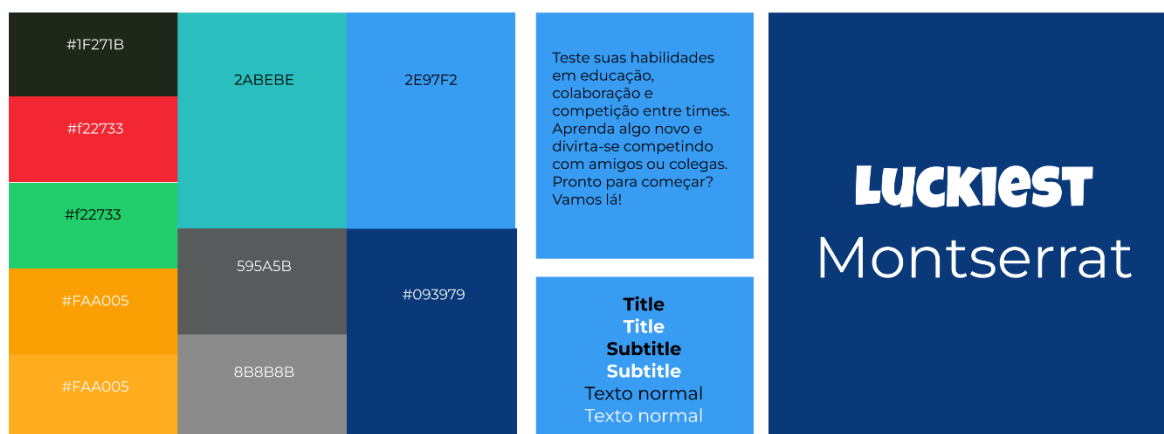 #1F271B
#f22733
#f22733
#FAA005
#FAA005
2ABEBE
595A5B
8B8B8B
2E97F2
#093979
Teste suas habilidades
em educação,
colaboração e
competição entre times.
Aprenda algo novo e
divirta-se competindo
com amigos ou colegas.
Pronto para começar?
Vamos lá!
Title
Title
Subtitle
Subtitle
Texto normal
Texto normal
LUCKIEST
Montserrat